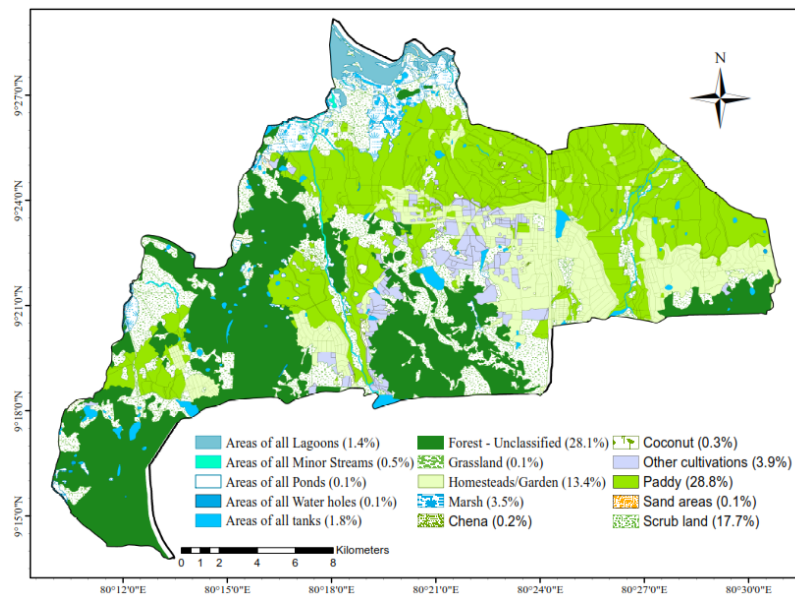 N
9°27'0"N
9°24'0"N
9°21'0"N
9°18'0"N
9°15'0"N
Areas of all Lagoons (1.4%)
Areas of all Minor Streams (0.5%)
Areas of all Ponds (0.1%)
Areas of all Water holes (0.1%)
Areas of all tanks (1.8%)
Forest - Unclassified (28.1%)
Grassland (0.1%)
Homesteads/Garden (13.4%)
Marsh (3.5%)
Chena (0.2%)
Coconut (0.3%)
Other cultivations (3.9%)
Paddy (28.8%)
Sand areas (0.1%)
Scrub land (17.7%)
Kilometers
0 1 2 4 6 8
80°12'0"E 80°15'0"E 80°18'0"E 80°21'0"E 80°24'0"E 80°27'0"E 80°30'0"E